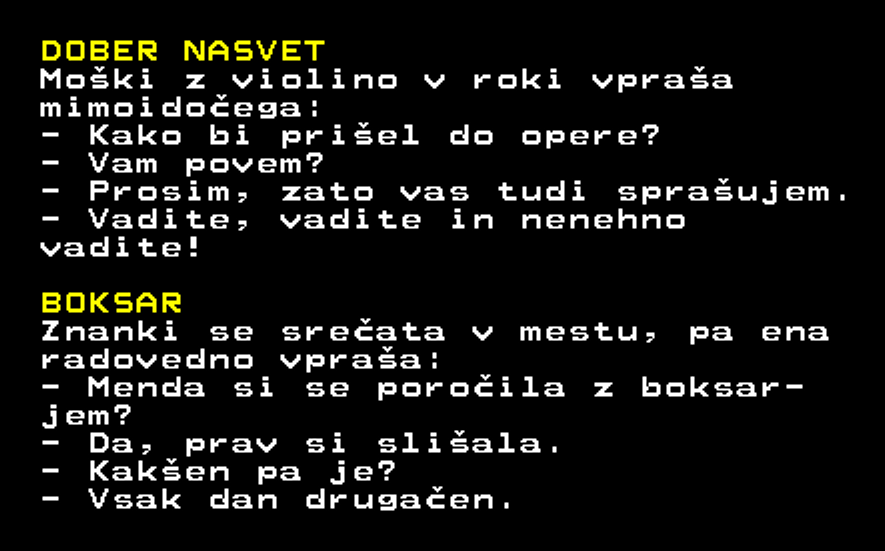 DOBER NASVET
Moški z violino v roki vpraša
mimoidočega:
- Kako bi prišel do opere?
- Vam povem?
- Prosim, zato vas tudi sprašujem.
- Vadite, vadite in nenehno
vadite!
BOKSAR
Znanki se srečata v mestu, pa ena
radovedno vpraša:
- Menda si se poročila z boksar-
jem?
- Da, prav si slišala.
- Kakšen pa je?
- Vsak dan drugačen.